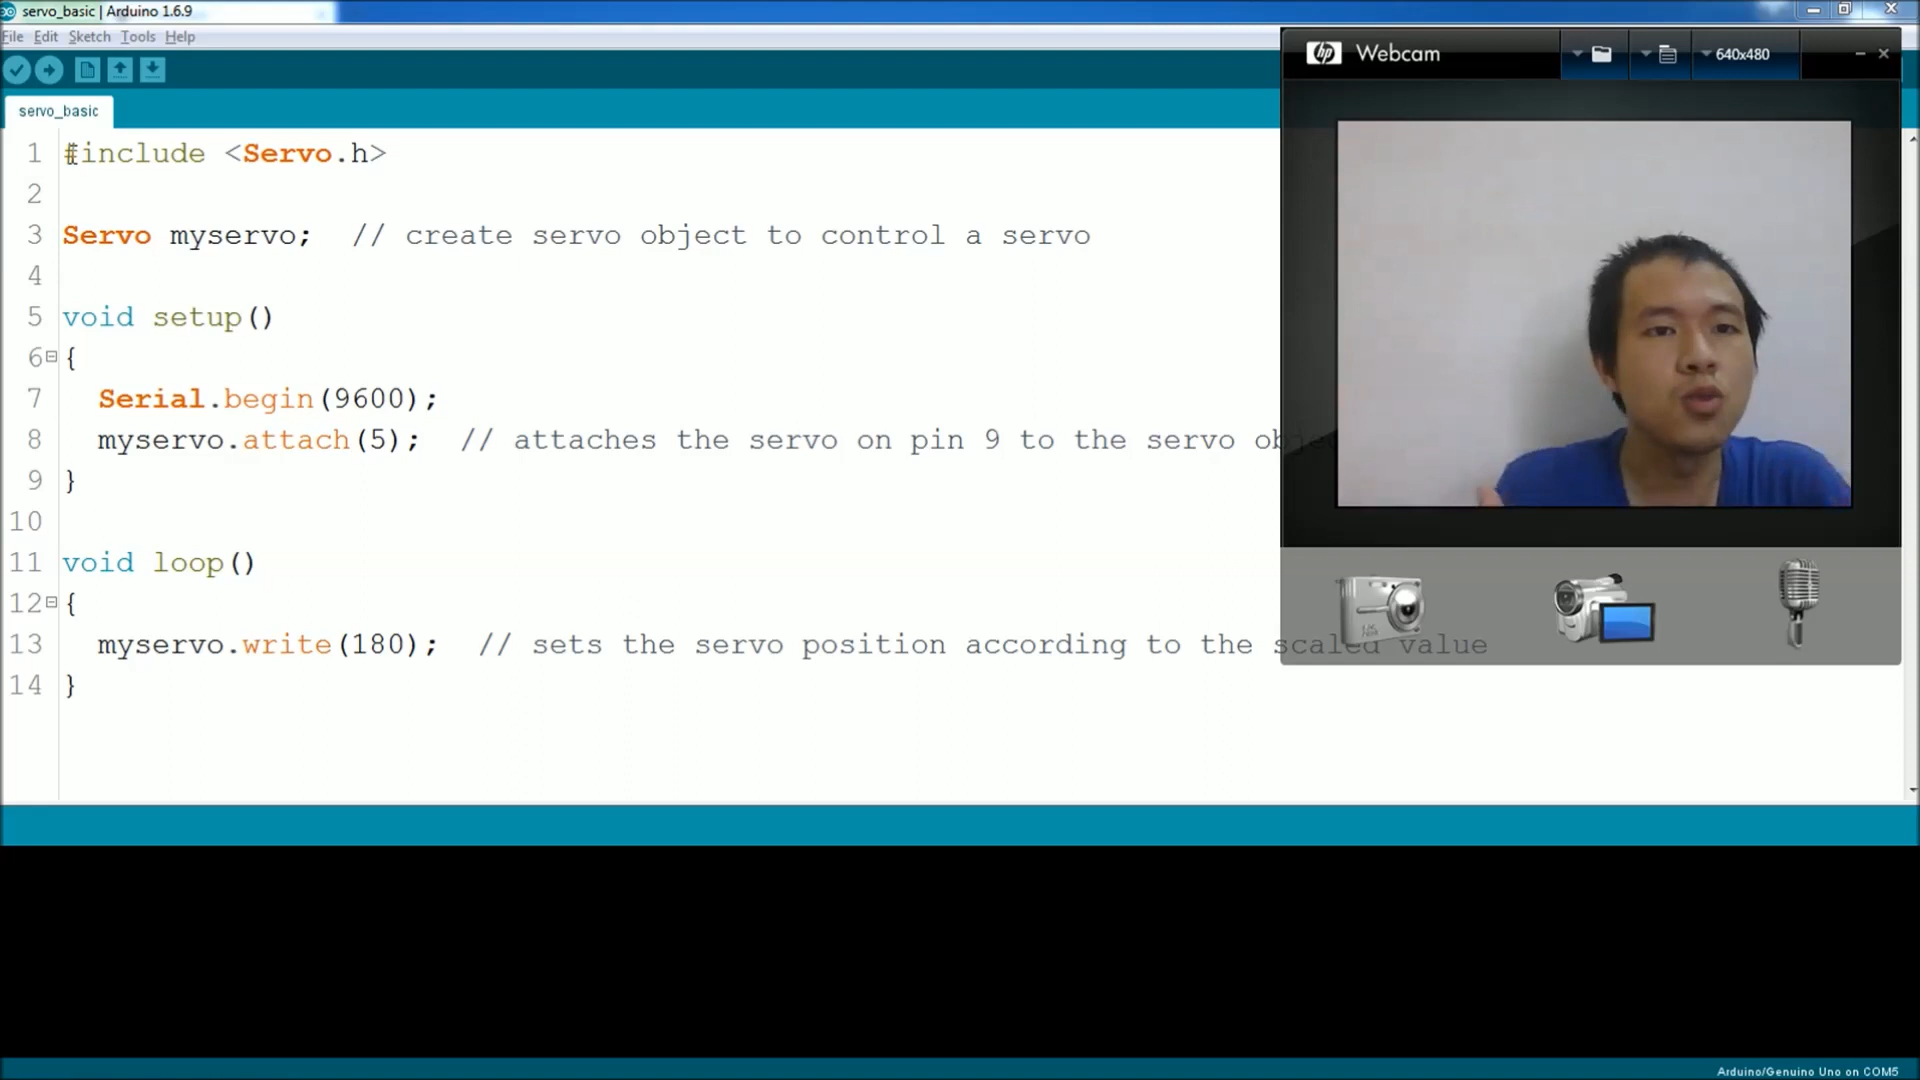 servo_basic | Arduino 1.6.9
File Edit Sketch Tools Help
servo_basic
1 #include <Servo.h>
2
3 Servo myservo; // create servo object to control a servo
4
5 void setup()
6 {
7 Serial.begin(9600);
8 myservo.attach(5); // attaches the servo on pin 9 to the servo objec
9 }
10
11 void loop()
12 {
13 myservo.write(180); // sets the servo position according to the scaled value
14 }
hp Webcam 640x480
Arduino/Genuino Uno on COM5